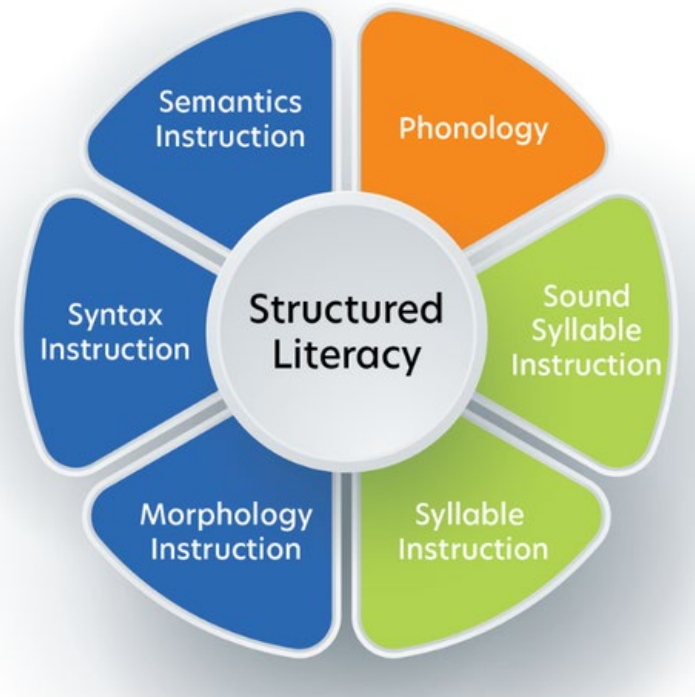 Structured
Literacy
Phonology
Sound
Syllable
Instruction
Syllable
Instruction
Morphology
Instruction
Syntax
Instruction
Semantics
Instruction